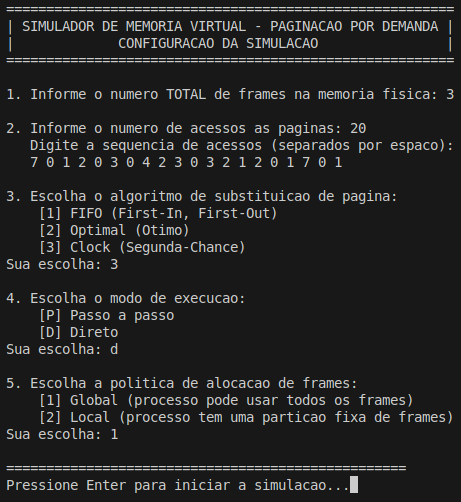 ========================================================
| SIMULADOR DE MEMORIA VIRTUAL - PAGINACAO POR DEMANDA |
|             CONFIGURACAO DA SIMULACAO                |
========================================================
1. Informe o numero TOTAL de frames na memoria fisica: 3
2. Informe o numero de acessos as paginas: 20
   Digite a sequencia de acessos (separados por espaco):
   7 0 1 2 0 3 0 4 2 3 0 3 2 1 2 0 1 7 0 1
3. Escolha o algoritmo de substituicao de pagina:
    [1] FIFO (First-In, First-Out)
    [2] Optimal (Otimo)
    [3] Clock (Segunda-Chance)
Sua escolha: 3
4. Escolha o modo de execucao:
    [P] Passo a passo
    [D] Direto
Sua escolha: d
5. Escolha a politica de alocacao de frames:
    [1] Global (processo pode usar todos os frames)
    [2] Local (processo tem uma particao fixa de frames)
Sua escolha: 1
==================================================
Pressione Enter para iniciar a simulacao...